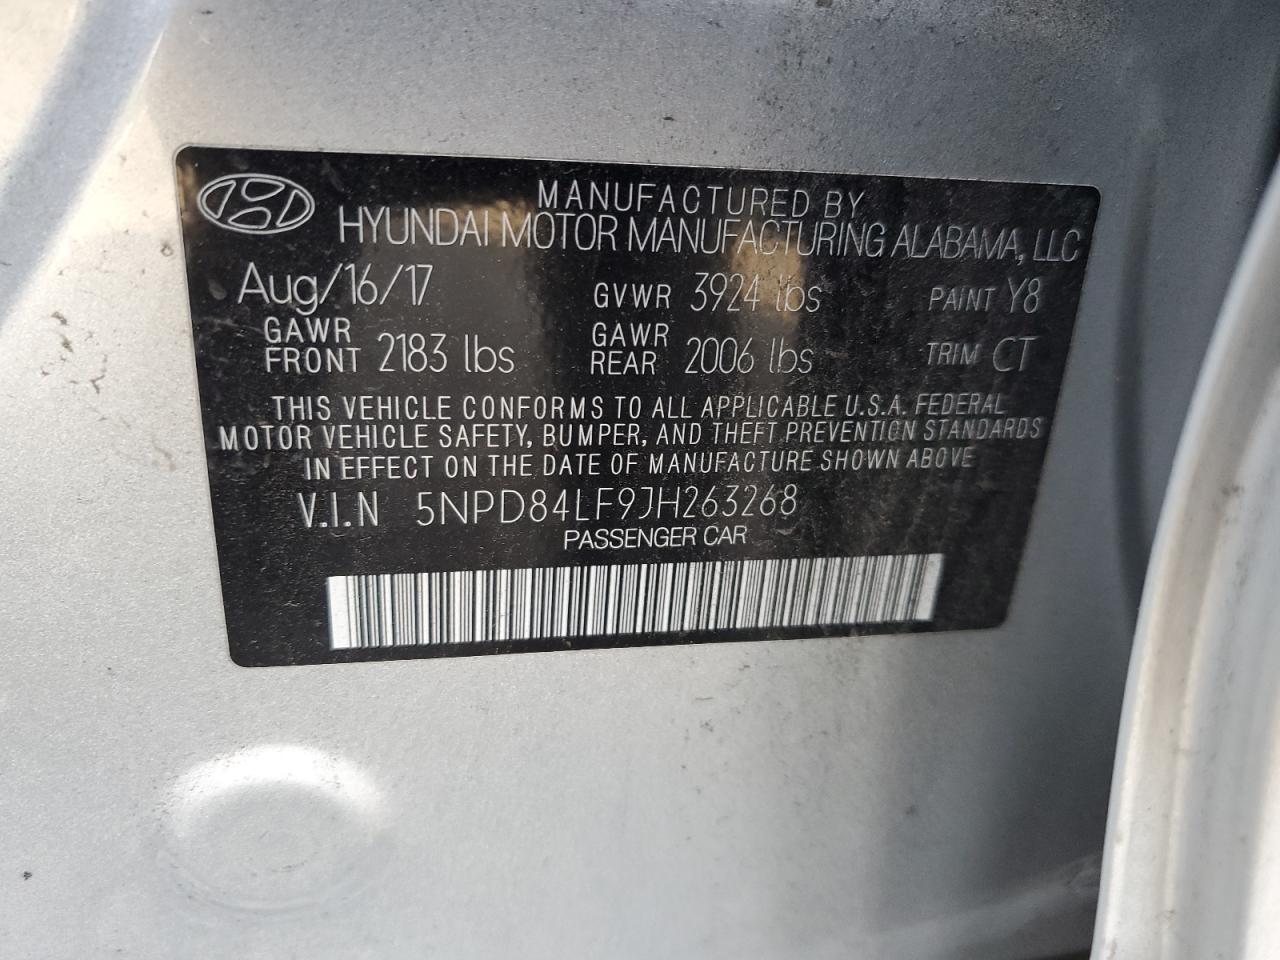 MANUFACTURED BY
HYUNDAI MOTOR MANUFACTURING ALABAMA, LLC
Aug/16/17 GVWR 3924 lbs PAINT Y8
GAWR FRONT 2183 lbs GAWR REAR 2006 lbs TRIM CT
THIS VEHICLE CONFORMS TO ALL APPLICABLE U.S.A. FEDERAL
MOTOR VEHICLE SAFETY, BUMPER, AND THEFT PREVENTION STANDARDS
IN EFFECT ON THE DATE OF MANUFACTURE SHOWN ABOVE
V.I.N 5NPD84LF9JH263268
PASSENGER CAR